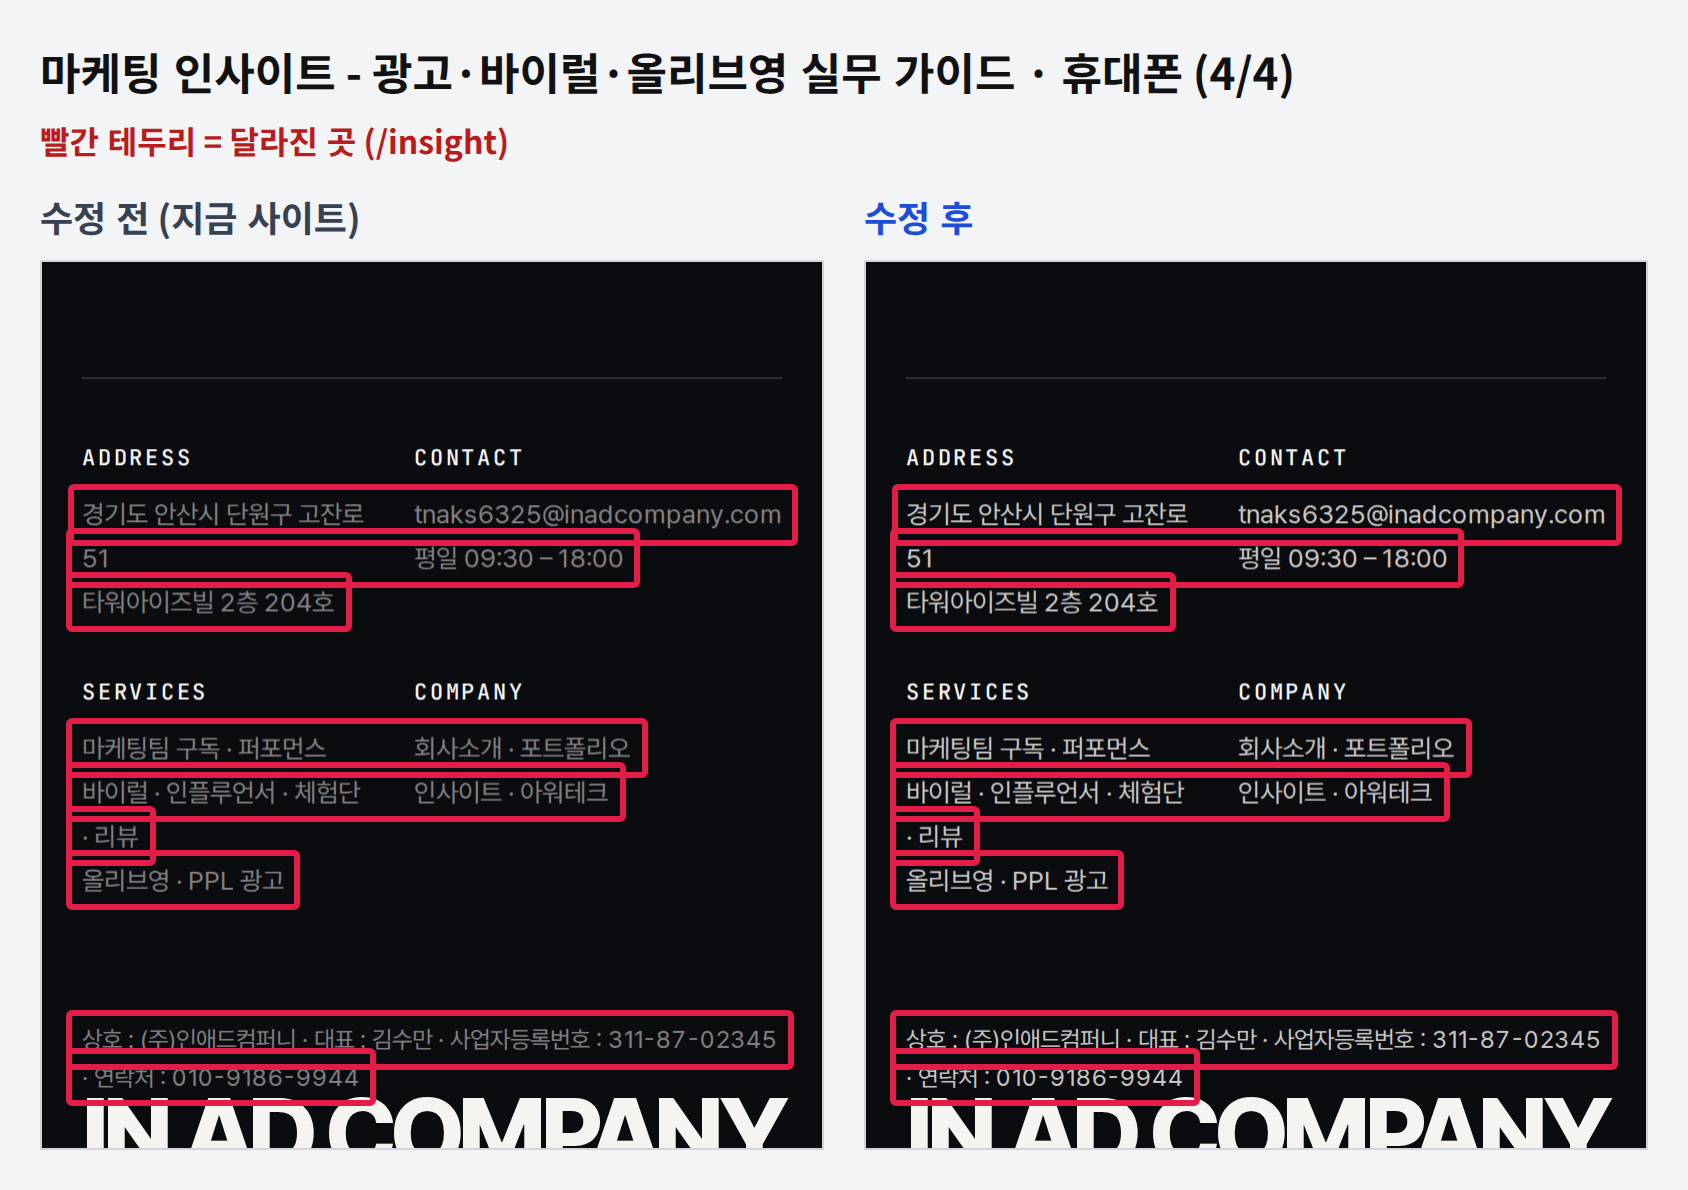 마케팅 인사이트 - 광고·바이럴·올리브영 실무 가이드 · 휴대폰 (4/4)
빨간 테두리 = 달라진 곳 (/insight)
수정 전 (지금 사이트)
ADDRESS
경기도 안산시 단원구 고잔로
51
타워아이즈빌 2층 204호
CONTACT
tnaks6325@inadcompany.com
평일 09:30 – 18:00
SERVICES
마케팅팀 구독 · 퍼포먼스
바이럴 · 인플루언서 · 체험단
· 리뷰
올리브영 · PPL 광고
COMPANY
회사소개 · 포트폴리오
인사이트 · 아워테크
상호 : (주)인애드컴퍼니 · 대표 : 김수만 · 사업자등록번호 : 311-87-02345
· 연락처 : 010-9186-9944
IN AD COMPANY
수정 후
ADDRESS
경기도 안산시 단원구 고잔로
51
타워아이즈빌 2층 204호
CONTACT
tnaks6325@inadcompany.com
평일 09:30 – 18:00
SERVICES
마케팅팀 구독 · 퍼포먼스
바이럴 · 인플루언서 · 체험단
· 리뷰
올리브영 · PPL 광고
COMPANY
회사소개 · 포트폴리오
인사이트 · 아워테크
상호 : (주)인애드컴퍼니 · 대표 : 김수만 · 사업자등록번호 : 311-87-02345
· 연락처 : 010-9186-9944
IN AD COMPANY